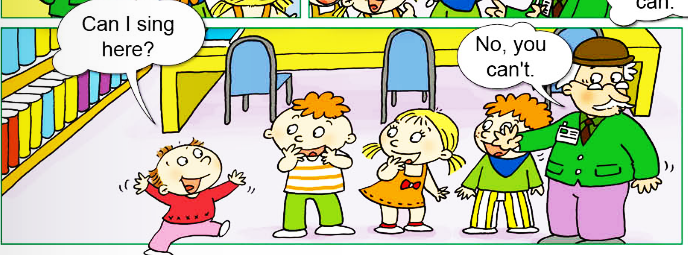 can.
Can I sing
here?
No, you
can't.